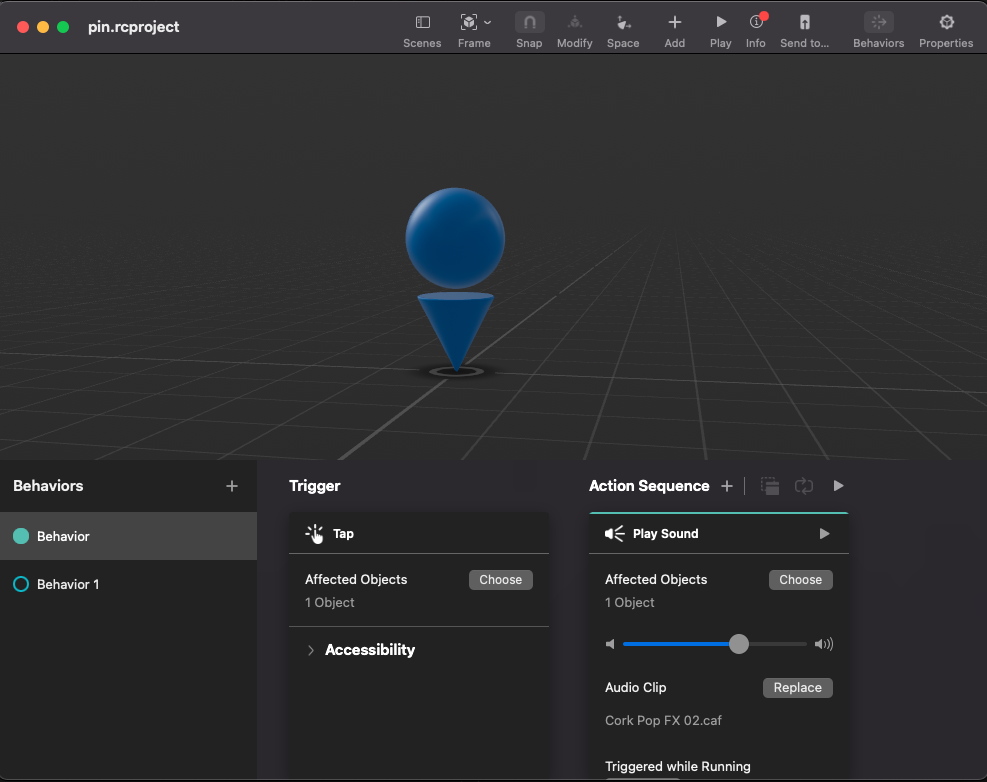 pin.rcproject
Scenes
Frame
Snap
Modify
Space
Add
Play
Info
Send to...
Behaviors
Properties
Behaviors
Behavior
Behavior 1
Trigger
Tap
Affected Objects
Choose
1 Object
Accessibility
Action Sequence
Play Sound
Affected Objects
Choose
1 Object
Audio Clip
Replace
Cork Pop FX 02.caf
Triggered while Running